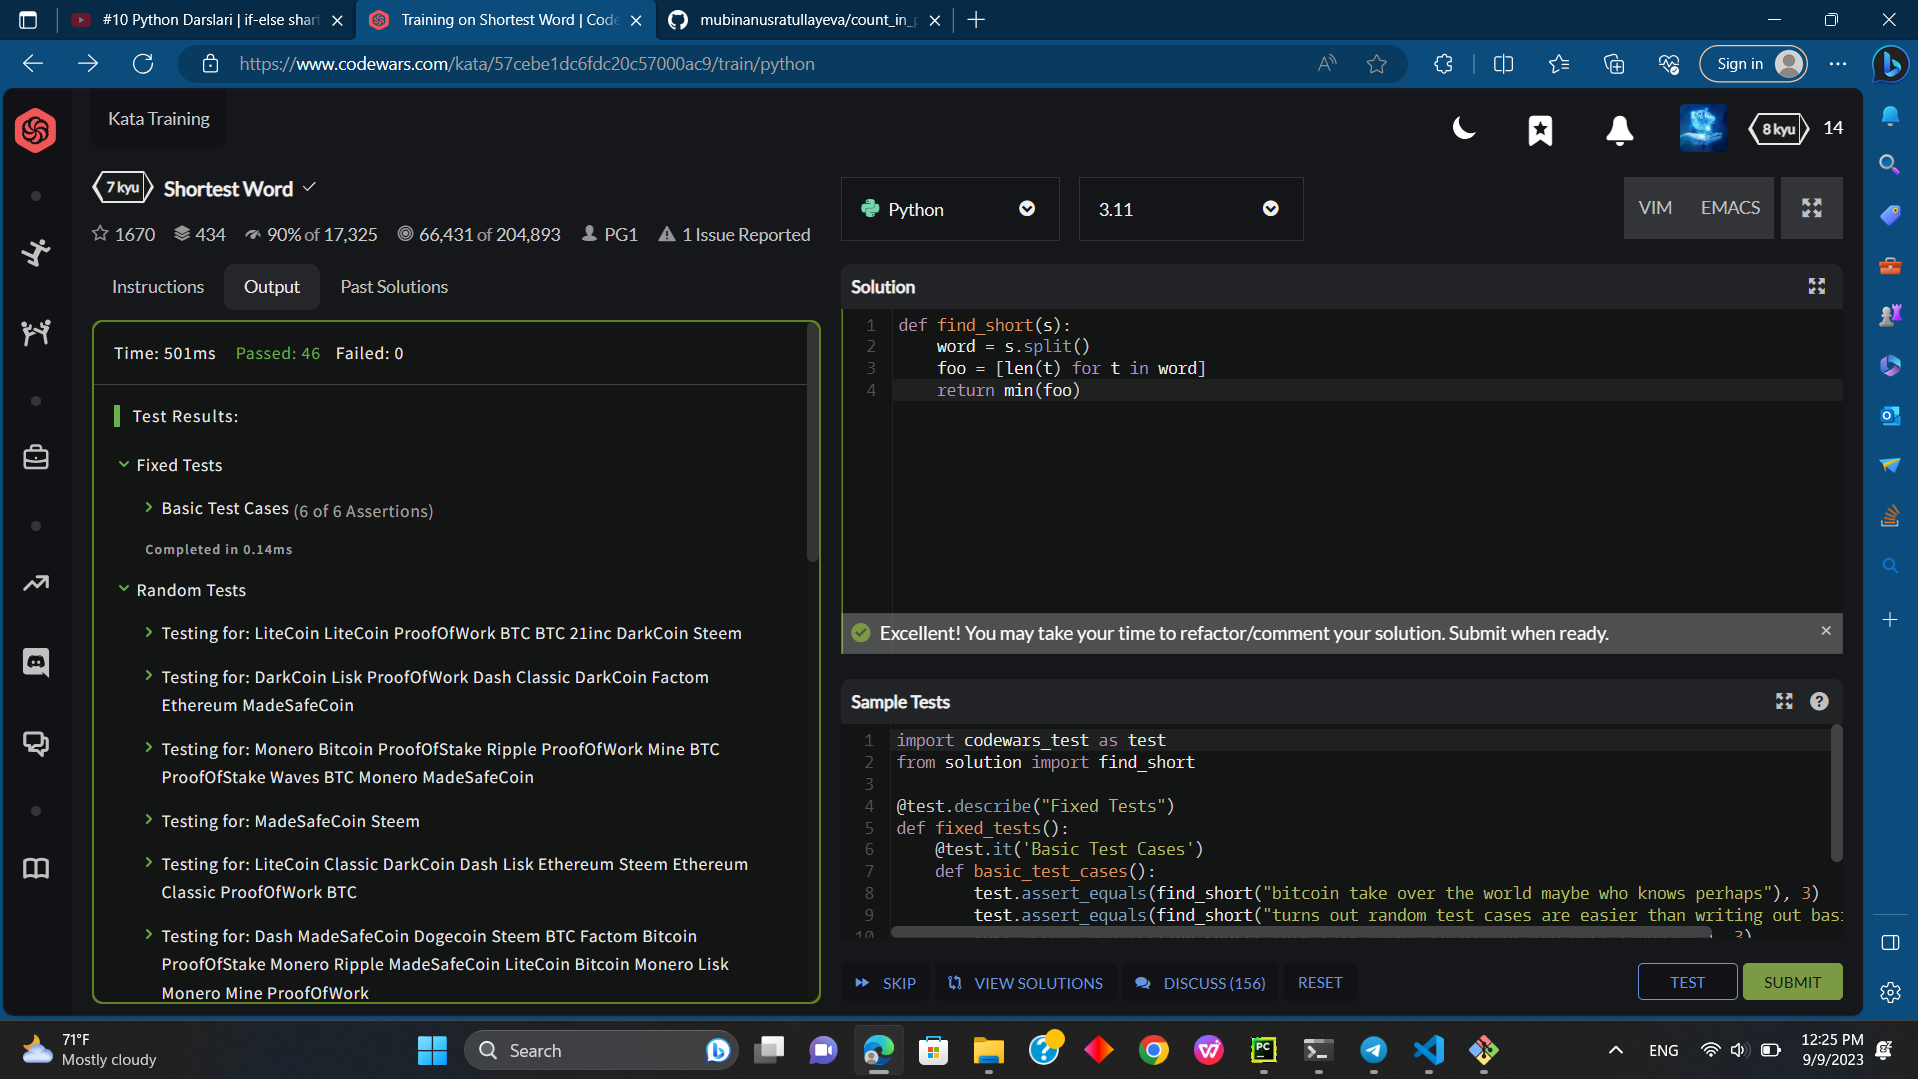 #10 Python Darslari | if-else shart
Training on Shortest Word | Code
mubinanusratullayeva/count_in_p
https://www.codewars.com/kata/57cebe1dc6fdc20c57000ac9/train/python
Sign in
Kata Training
8 kyu
14
7 kyu
Shortest Word
1670
434
90% of 17,325
66,431 of 204,893
PG1
1 Issue Reported
Python
3.11
VIM
EMACS
Instructions
Output
Past Solutions
Time: 501ms Passed: 46 Failed: 0
Test Results:
Fixed Tests
Basic Test Cases (6 of 6 Assertions)
Completed in 0.14ms
Random Tests
Testing for: LiteCoin LiteCoin ProofOfWork BTC BTC 21inc DarkCoin Steem
Testing for: DarkCoin Lisk ProofOfWork Dash Classic DarkCoin Factom
Ethereum MadeSafeCoin
Testing for: Monero Bitcoin ProofOfStake Ripple ProofOfWork Mine BTC
ProofOfStake Waves BTC Monero MadeSafeCoin
Testing for: MadeSafeCoin Steem
Testing for: LiteCoin Classic DarkCoin Dash Lisk Ethereum Steem Ethereum
Classic ProofOfWork BTC
Testing for: Dash MadeSafeCoin Dogecoin Steem BTC Factom Bitcoin
ProofOfStake Monero Ripple MadeSafeCoin LiteCoin Bitcoin Monero Lisk
Monero Mine ProofOfWork
Solution
1 def find_short(s):
2 word = s.split()
3 foo = [len(t) for t in word]
4 return min(foo)
Excellent! You may take your time to refactor/comment your solution. Submit when ready.
Sample Tests
1 import codewars_test as test
2 from solution import find_short
3
4 @test.describe("Fixed Tests")
5 def fixed_tests():
6 @test.it('Basic Test Cases')
7 def basic_test_cases():
8 test.assert_equals(find_short("bitcoin take over the world maybe who knows perhaps"), 3)
9 test.assert_equals(find_short("turns out random test cases are easier than writing out bas
10
SKIP
VIEW SOLUTIONS
DISCUSS (156)
RESET
TEST
SUBMIT
71°F
Mostly cloudy
Search
ENG
12:25 PM
9/9/2023